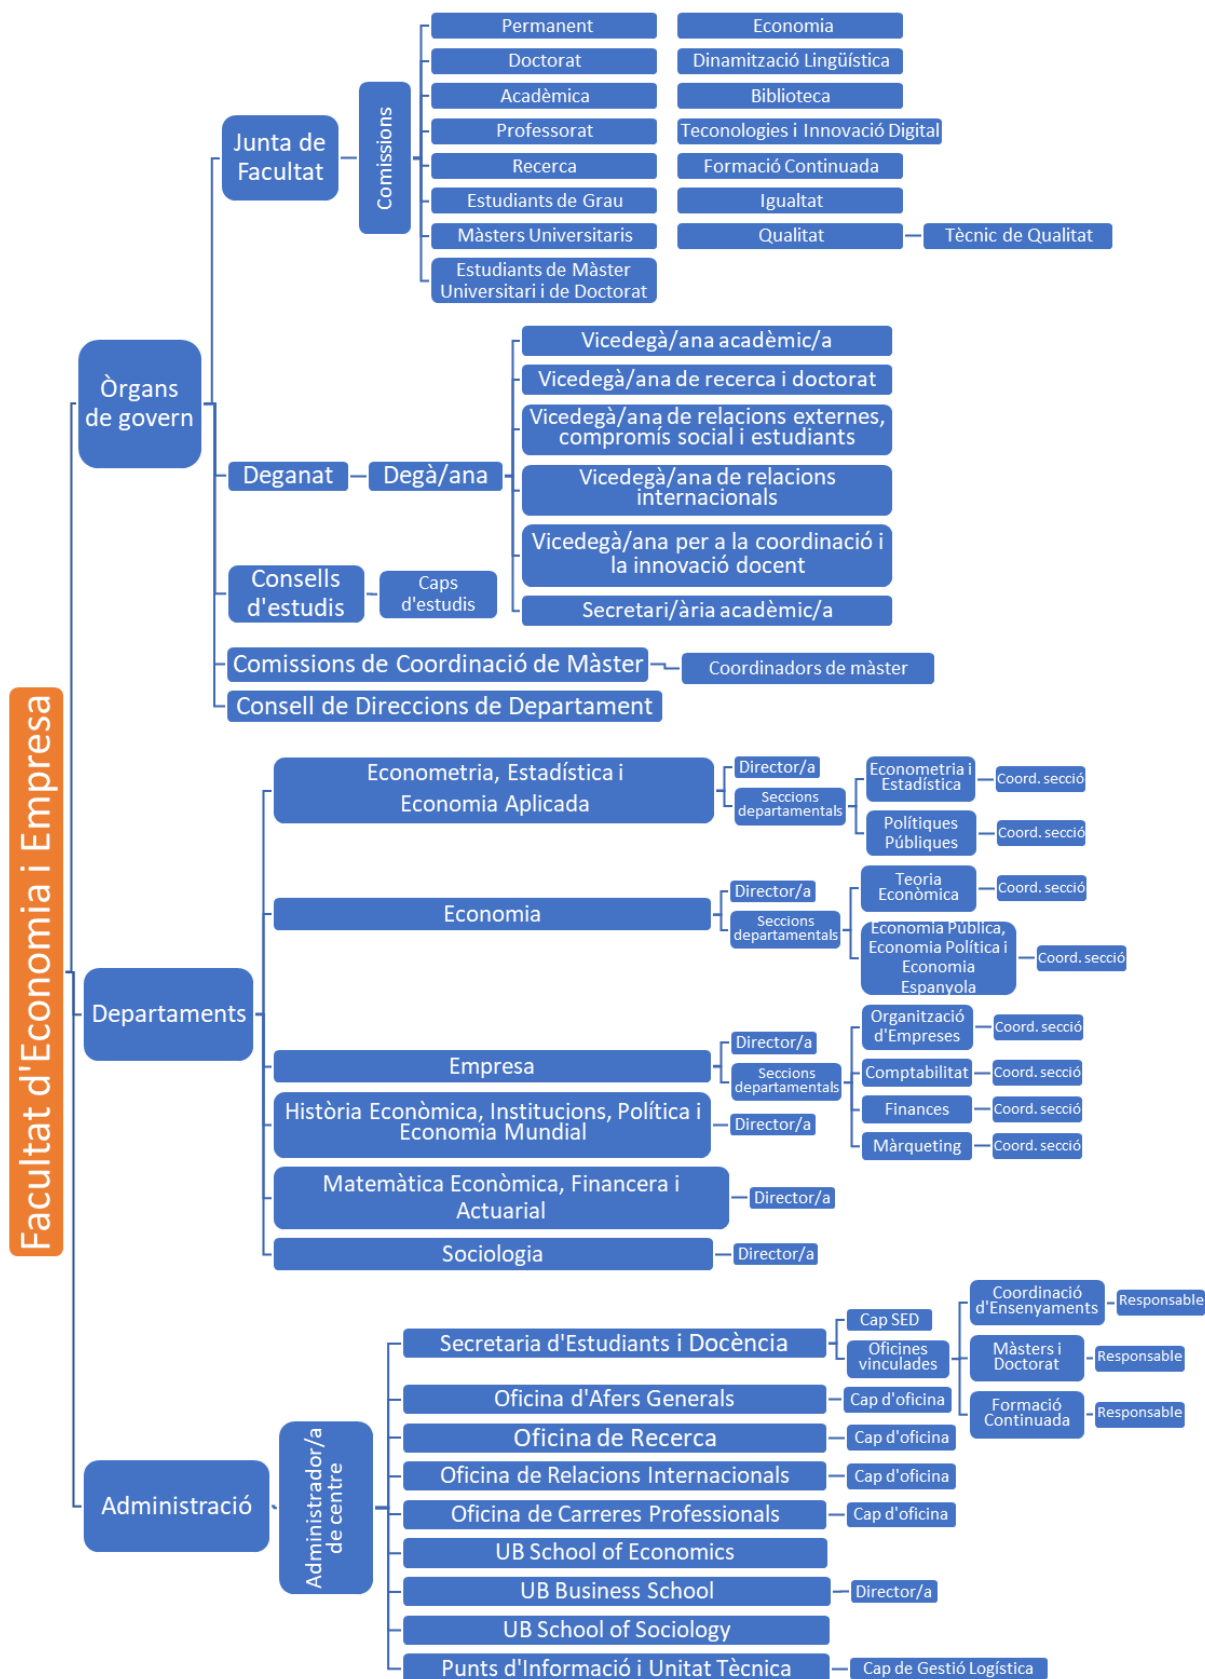 Facultat d'Economia i Empresa
Òrgans
de govern
Junta de
Facultat
Comissions
Permanent
Economia
Doctorat
Dinamització Lingüística
Acadèmica
Biblioteca
Professorat
Teconologies i Innovació Digital
Recerca
Formació Continuada
Estudiants de Grau
Igualtat
Màsters Universitaris
Qualitat
Tècnic de Qualitat
Estudiants de Màster
Universitari i de Doctorat
Deganat
Degà/ana
Vicedegà/ana acadèmic/a
Vicedegà/ana de recerca i doctorat
Vicedegà/ana de relacions externes,
compromís social i estudiants
Vicedegà/ana de relacions
internacionals
Vicedegà/ana per a la coordinació i
la innovació docent
Secretari/ària acadèmic/a
Consells
d'estudis
Caps
d'estudis
Comissions de Coordinació de Màster
Coordinadors de màster
Consell de Direccions de Departament
Departaments
Econometria, Estadística i
Economia Aplicada
Director/a
Seccions
departamentals
Econometria i
Estadística
Coord. secció
Polítiques
Públiques
Coord. secció
Economia
Director/a
Seccions
departamentals
Teoria
Econòmica
Coord. secció
Economia Pública,
Economia Política i
Economia
Espanyola
Coord. secció
Empresa
Director/a
Seccions
departamentals
Organització
d'Empreses
Coord. secció
Comptabilitat
Coord. secció
Finances
Coord. secció
Màrqueting
Coord. secció
Història Econòmica, Institucions, Política i
Economia Mundial
Director/a
Matemàtica Econòmica, Financera i
Actuarial
Director/a
Sociologia
Director/a
Administració
Administrador/a
de centre
Secretaria d'Estudiants i Docència
Cap SED
Oficines
vinculades
Coordinació
d'Ensenyaments
Responsable
Màsters i
Doctorat
Responsable
Formació
Continuada
Responsable
Oficina d'Afers Generals
Cap d'oficina
Oficina de Recerca
Cap d'oficina
Oficina de Relacions Internacionals
Cap d'oficina
Oficina de Carreres Professionals
Cap d'oficina
UB School of Economics
UB Business School
Director/a
UB School of Sociology
Punts d'Informació i Unitat Tècnica
Cap de Gestió Logística